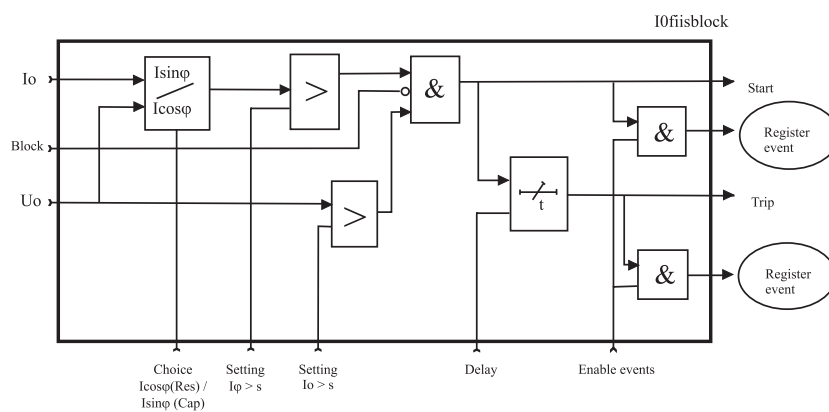 I0fiisblock
Io
Isinφ
Icosφ
>
&
Start
Block
&
Register
event
Uo
>
t
Trip
&
Register
event
Choice
Icosφ(Res) /
Isinφ (Cap)
Setting
Iφ > s
Setting
Io > s
Delay
Enable events